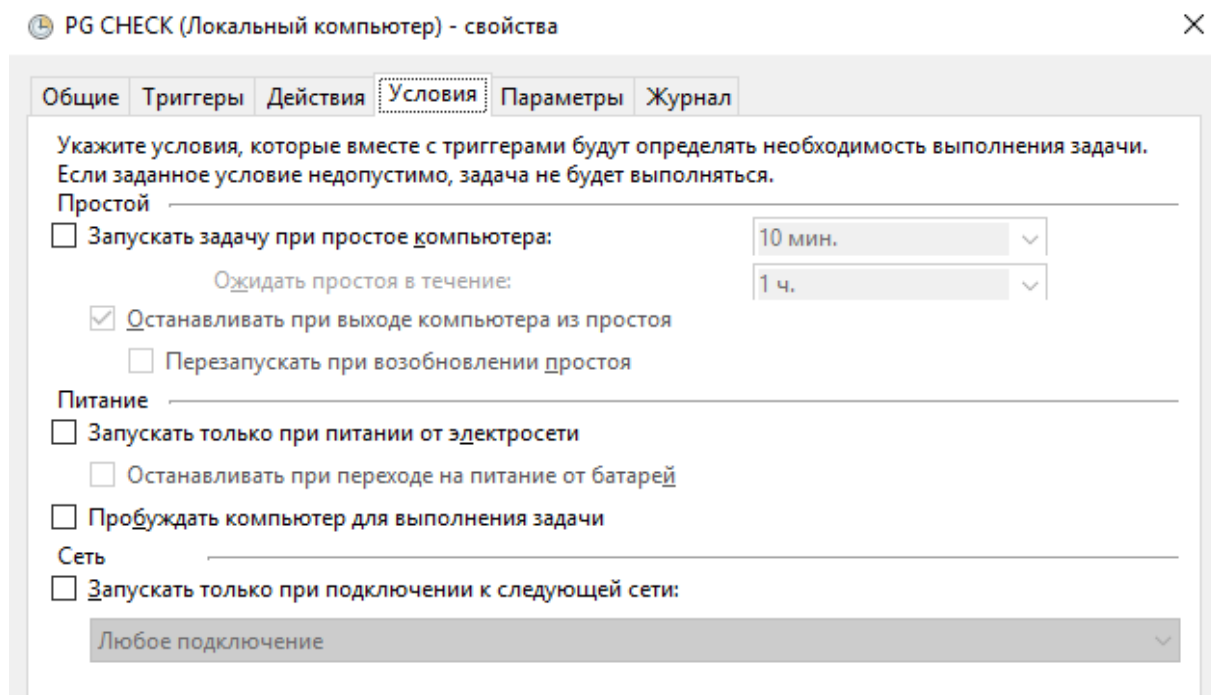 PG CHECK (Локальный компьютер) - свойства
Общие Триггеры Действия Условия Параметры Журнал
Укажите условия, которые вместе с триггерами будут определять необходимость выполнения задачи.
Если заданное условие недопустимо, задача не будет выполняться.
Простой
Запускать задачу при простое компьютера: 10 мин.
Ожидать простоя в течение: 1 ч.
Останавливать при выходе компьютера из простоя
Перезапускать при возобновлении простоя
Питание
Запускать только при питании от электросети
Останавливать при переходе на питание от батарей
Пробуждать компьютер для выполнения задачи
Сеть
Запускать только при подключении к следующей сети:
Любое подключение